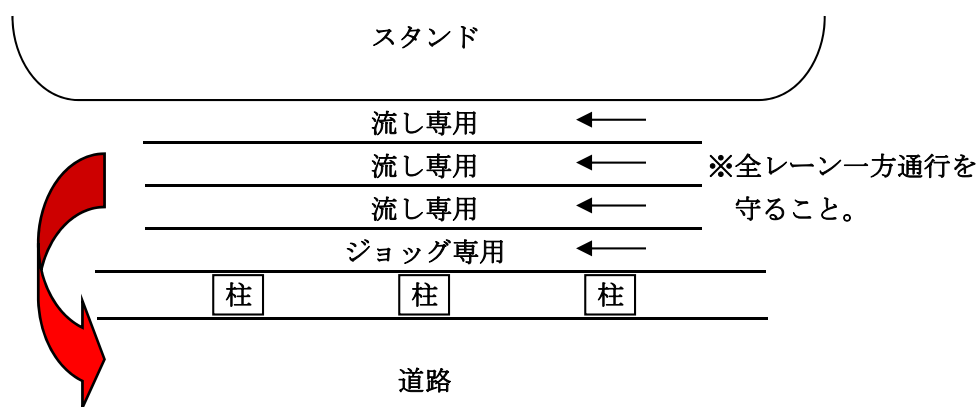 スタンド
流し専用
流し専用
※全レーン一方通行を
流し専用
守ること。
ジョッグ専用
柱 柱 柱
道路